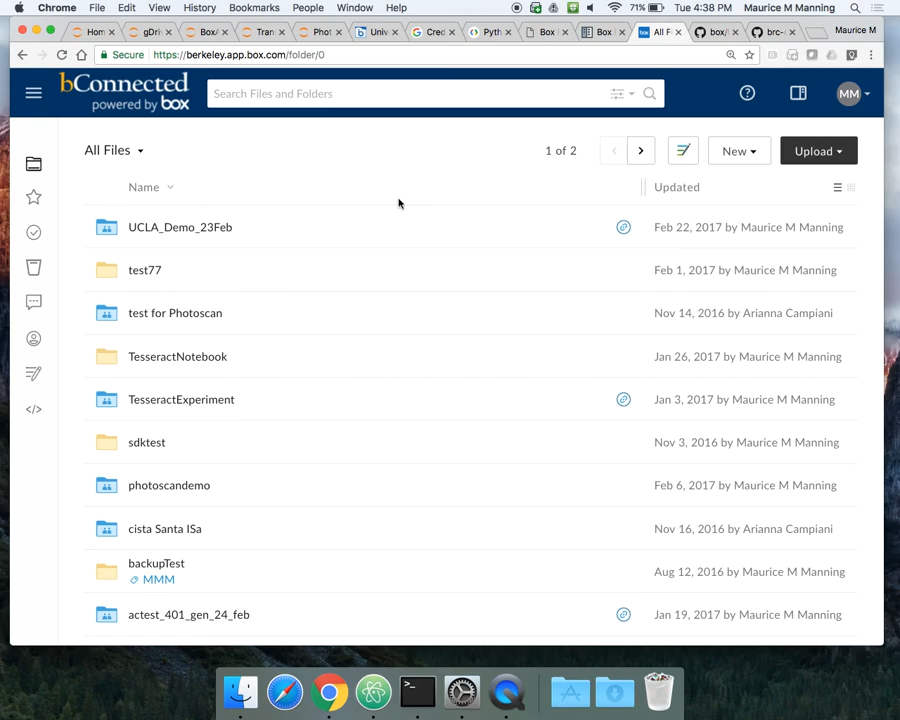 Chrome File Edit View History Bookmarks People Window Help 71% Tue 4:38 PM Maurice M Manning
Hom gDriv BoxA Tran Phot Univ Cred Pyth Box Box All F box/ brc- Maurice M
Secure https://berkeley.app.box.com/folder/0
bConnected
powered by box
Search Files and Folders
MM
All Files
1 of 2
New
Upload
Name
Updated
UCLA_Demo_23Feb
Feb 22, 2017 by Maurice M Manning
test77
Feb 1, 2017 by Maurice M Manning
test for Photoscan
Nov 14, 2016 by Arianna Campiani
TesseractNotebook
Jan 26, 2017 by Maurice M Manning
TesseractExperiment
Jan 3, 2017 by Maurice M Manning
sdktest
Nov 3, 2016 by Maurice M Manning
photoscandemo
Feb 6, 2017 by Maurice M Manning
cista Santa ISa
Nov 16, 2016 by Arianna Campiani
backupTest
MMM
Aug 12, 2016 by Maurice M Manning
actest_401_gen_24_feb
Jan 19, 2017 by Maurice M Manning